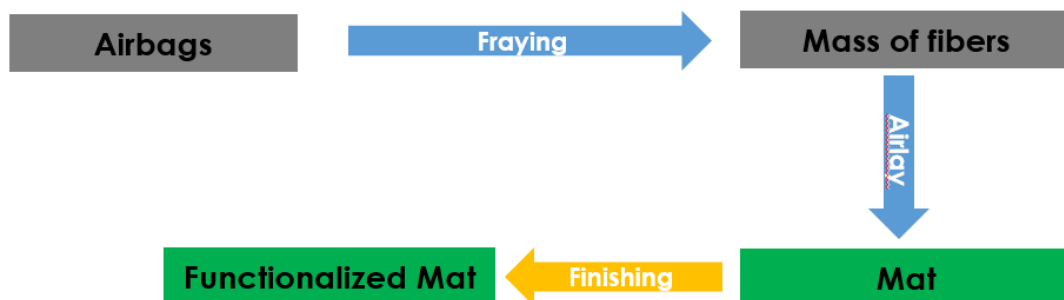 Airbags
Fraying
Mass of fibers
Airlay
Mat
Finishing
Functionalized Mat